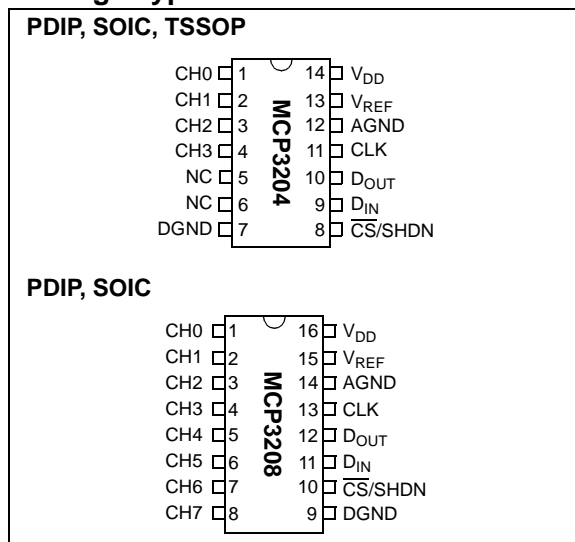 PDIP, SOIC, TSSOP
CH0 1 14 VDD
CH1 2 13 VREF
CH2 3 12 AGND
CH3 4 11 CLK
NC 5 10 DOUT
NC 6 9 DIN
DGND 7 8 CS/SHDN
MCP3204
PDIP, SOIC
CH0 1 16 VDD
CH1 2 15 VREF
CH2 3 14 AGND
CH3 4 13 CLK
CH4 5 12 DOUT
CH5 6 11 DIN
CH6 7 10 CS/SHDN
CH7 8 9 DGND
MCP3208